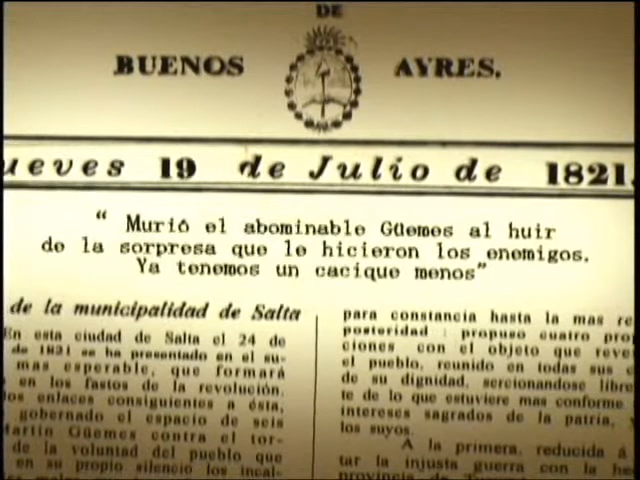 DE
BUENOS AYRES.
ueves 19 de Julio de 1821.
“ Murió el abominable Güemes al huir
de la sorpresa que le hicieron los enemigos.
Ya tenemos un cacique menos”
de la municipalidad de Salta
En esta ciudad de Salta el 24 de
de 1821 se ha presentado en el su-
mas esperable, que formará
en los fastos de la revolución.
los enlaces consiguientes a ésta,
gobernado el espacio de seis
Martín Güemes contra el tor-
de la voluntad del pueblo que
en su propio silencio los incal-
para constancia hasta la mas re
posteridad : propuso cuatro pro
ciones con el objeto que reve
el pueblo, reunido en todas sus
de su dignidad, sercionandose libre
te de lo que estuviere mas conforme
intereses sagrados de la patria,
los suyos.
A la primera, reducida á
tar la injusta guerra con la he